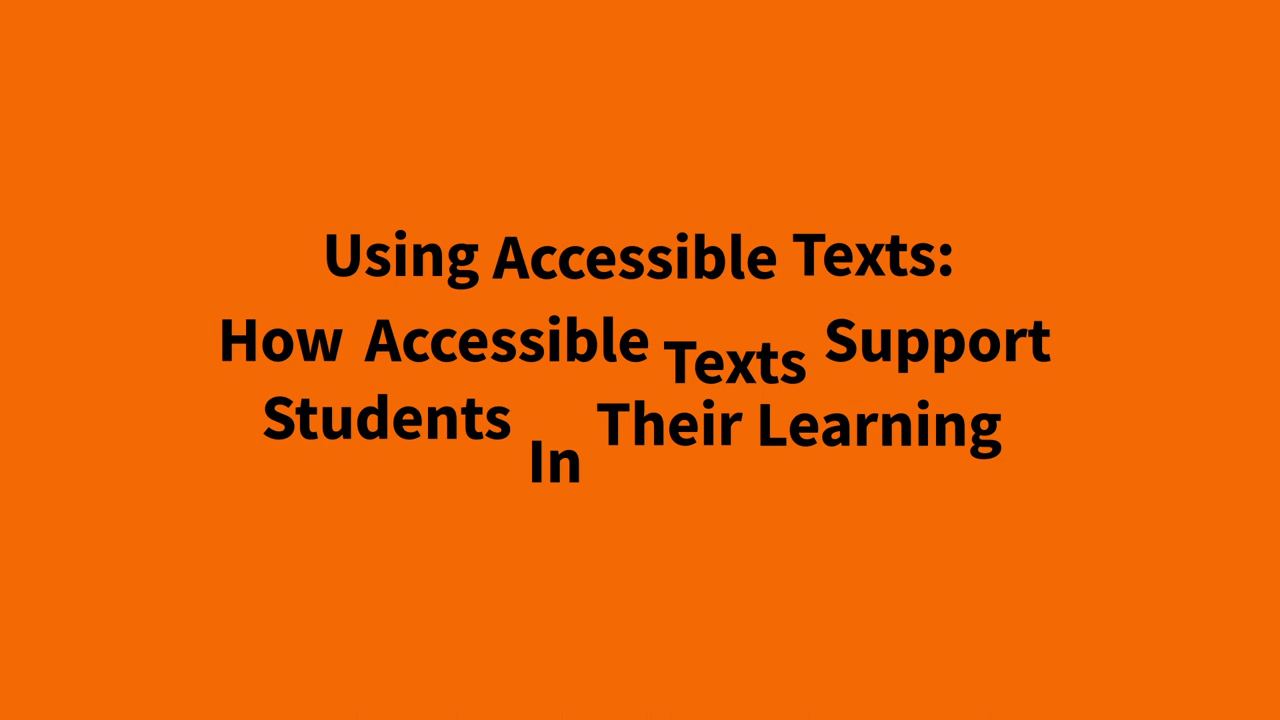 Using Accessible Texts:
How Accessible Texts Support
Students In Their Learning